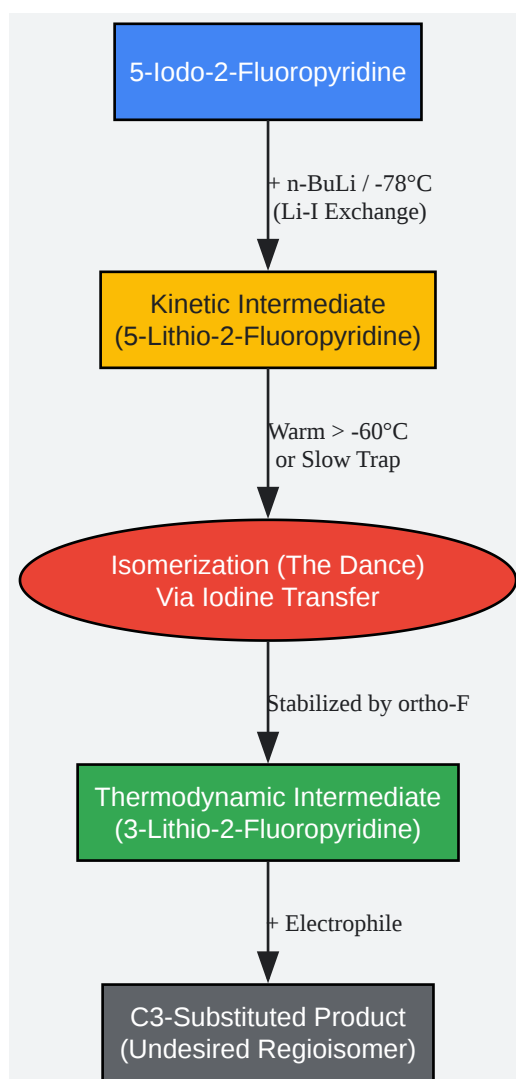 5-Iodo-2-Fluoropyridine
+ n-BuLi / -78°C
(Li-I Exchange)
Kinetic Intermediate
(5-Lithio-2-Fluoropyridine)
Warm > -60°C
or Slow Trap
Isomerization (The Dance)
Via Iodine Transfer
Stabilized by ortho-F
Thermodynamic Intermediate
(3-Lithio-2-Fluoropyridine)
+ Electrophile
C3-Substituted Product
(Undesired Regioisomer)